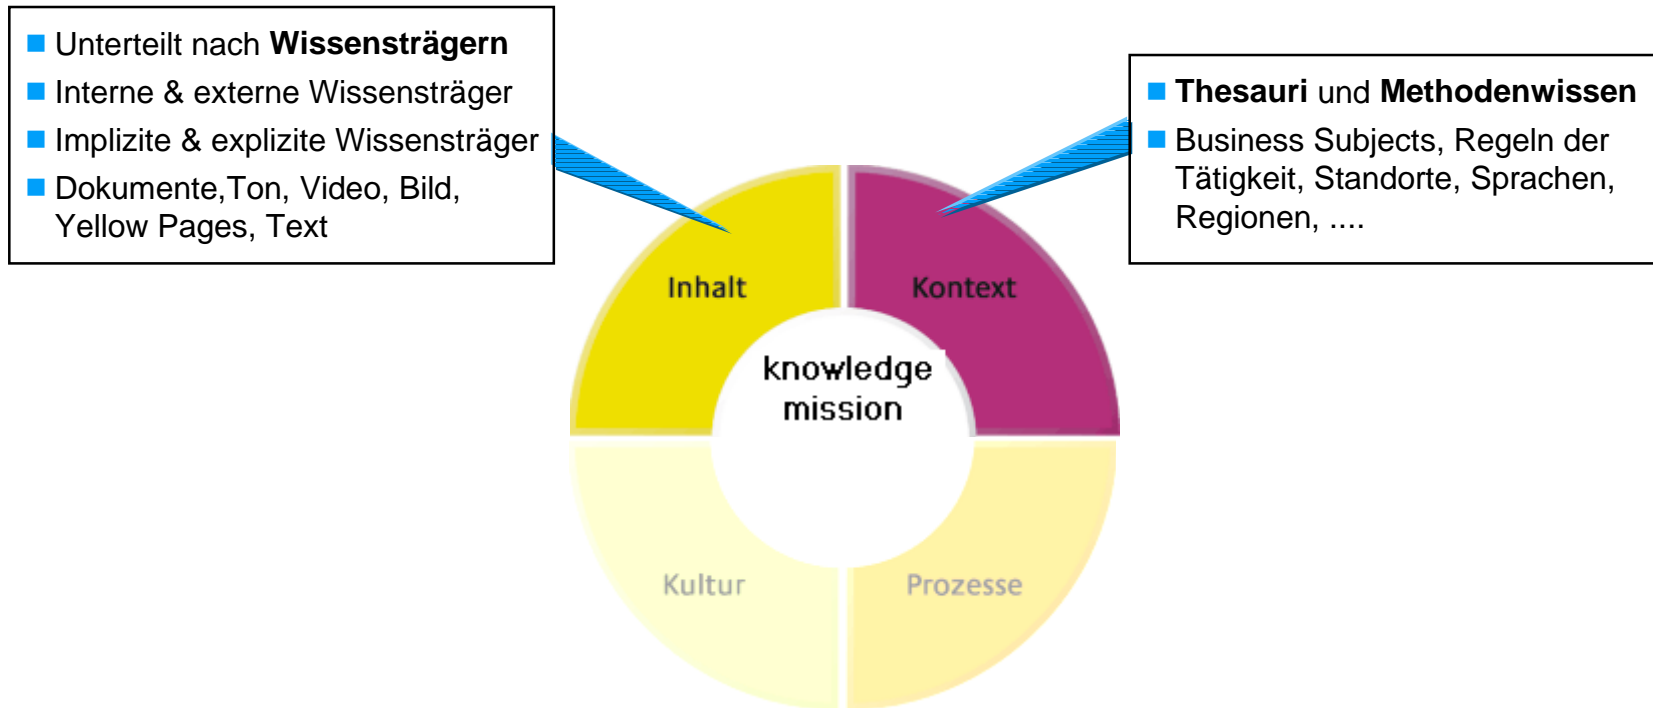 Unterteilt nach Wissensträgern
Interne & externe Wissensträger
Implizite & explizite Wissensträger
Dokumente,Ton, Video, Bild,
Yellow Pages, Text
Thesauri und Methodenwissen
Business Subjects, Regeln der
Tätigkeit, Standorte, Sprachen,
Regionen, ....
Inhalt
Kontext
knowledge
mission
Kultur
Prozesse